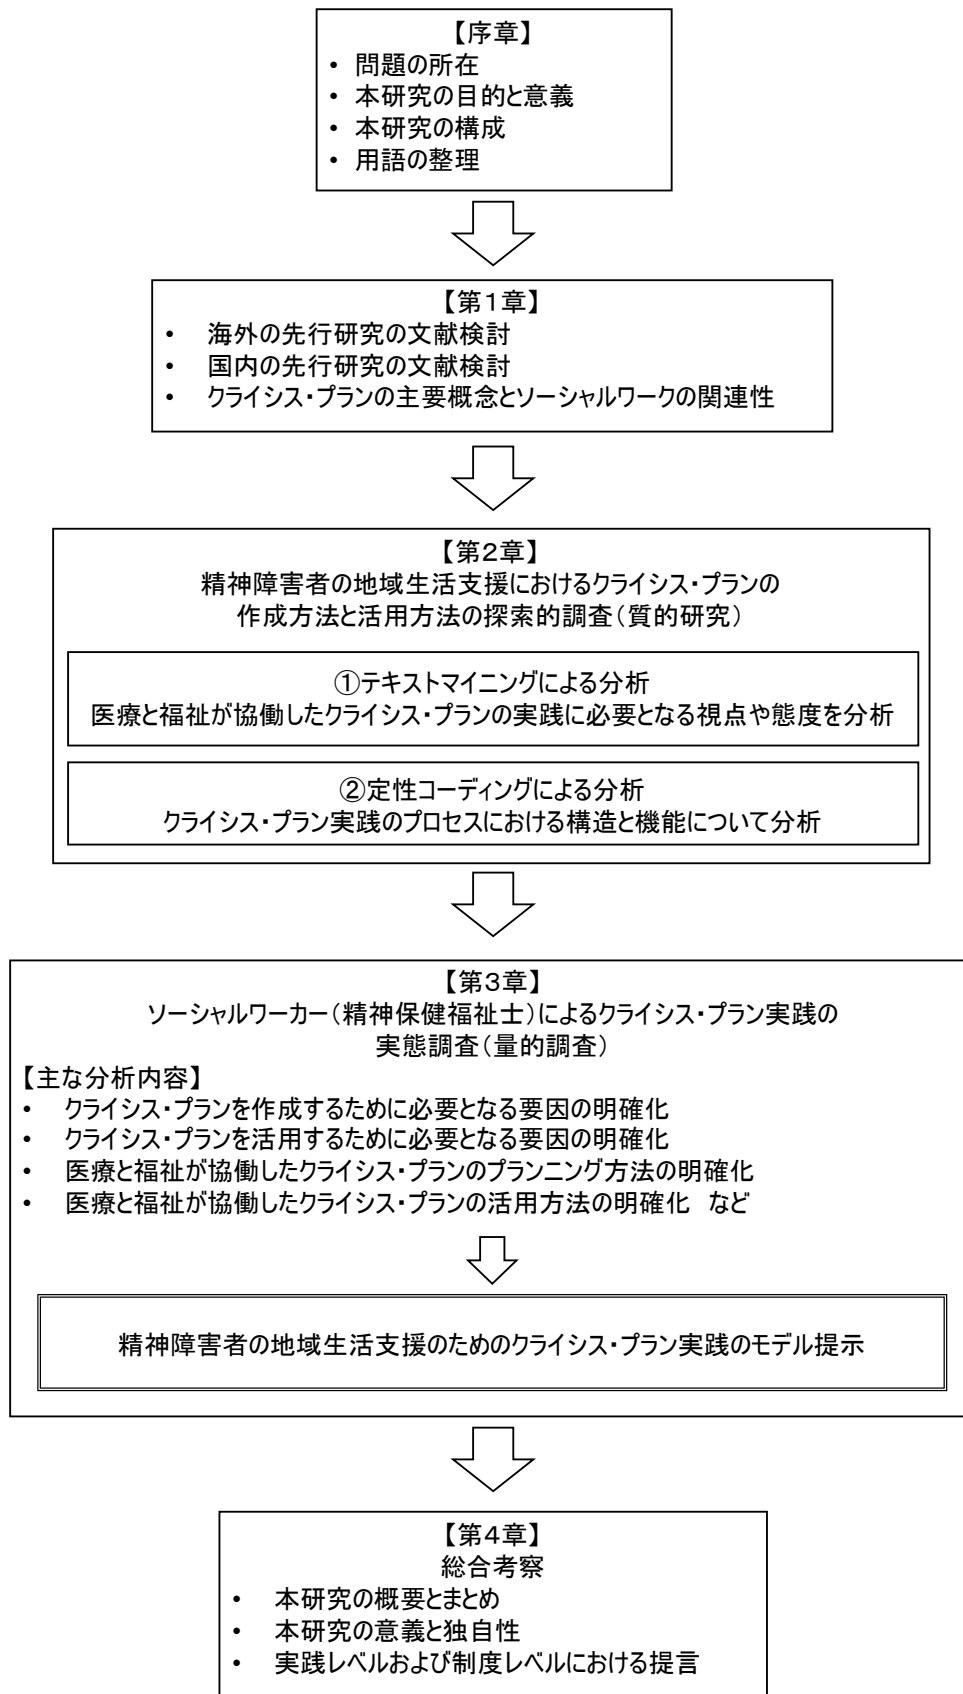 【序章】
• 問題の所在
• 本研究の目的と意義
• 本研究の構成
• 用語の整理
【第1章】
• 海外の先行研究の文献検討
• 国内の先行研究の文献検討
• クライシス・プランの主要概念とソーシャルワークの関連性
【第2章】
精神障害者の地域生活支援におけるクライシス・プランの
作成方法と活用方法の探索的調査（質的研究）
①テキストマイニングによる分析
医療と福祉が協働したクライシス・プランの実践に必要となる視点や態度を分析
②定性コーディングによる分析
クライシス・プラン実践のプロセスにおける構造と機能について分析
【第3章】
ソーシャルワーカー（精神保健福祉士）によるクライシス・プラン実践の
実態調査（量的調査）
【主な分析内容】
• クライシス・プランを作成するために必要となる要因の明確化
• クライシス・プランを活用するために必要となる要因の明確化
• 医療と福祉が協働したクライシス・プランのプランニング方法の明確化
• 医療と福祉が協働したクライシス・プランの活用方法の明確化 など
精神障害者の地域生活支援のためのクライシス・プラン実践のモデル提示
【第4章】
総合考察
• 本研究の概要とまとめ
• 本研究の意義と独自性
• 実践レベルおよび制度レベルにおける提言